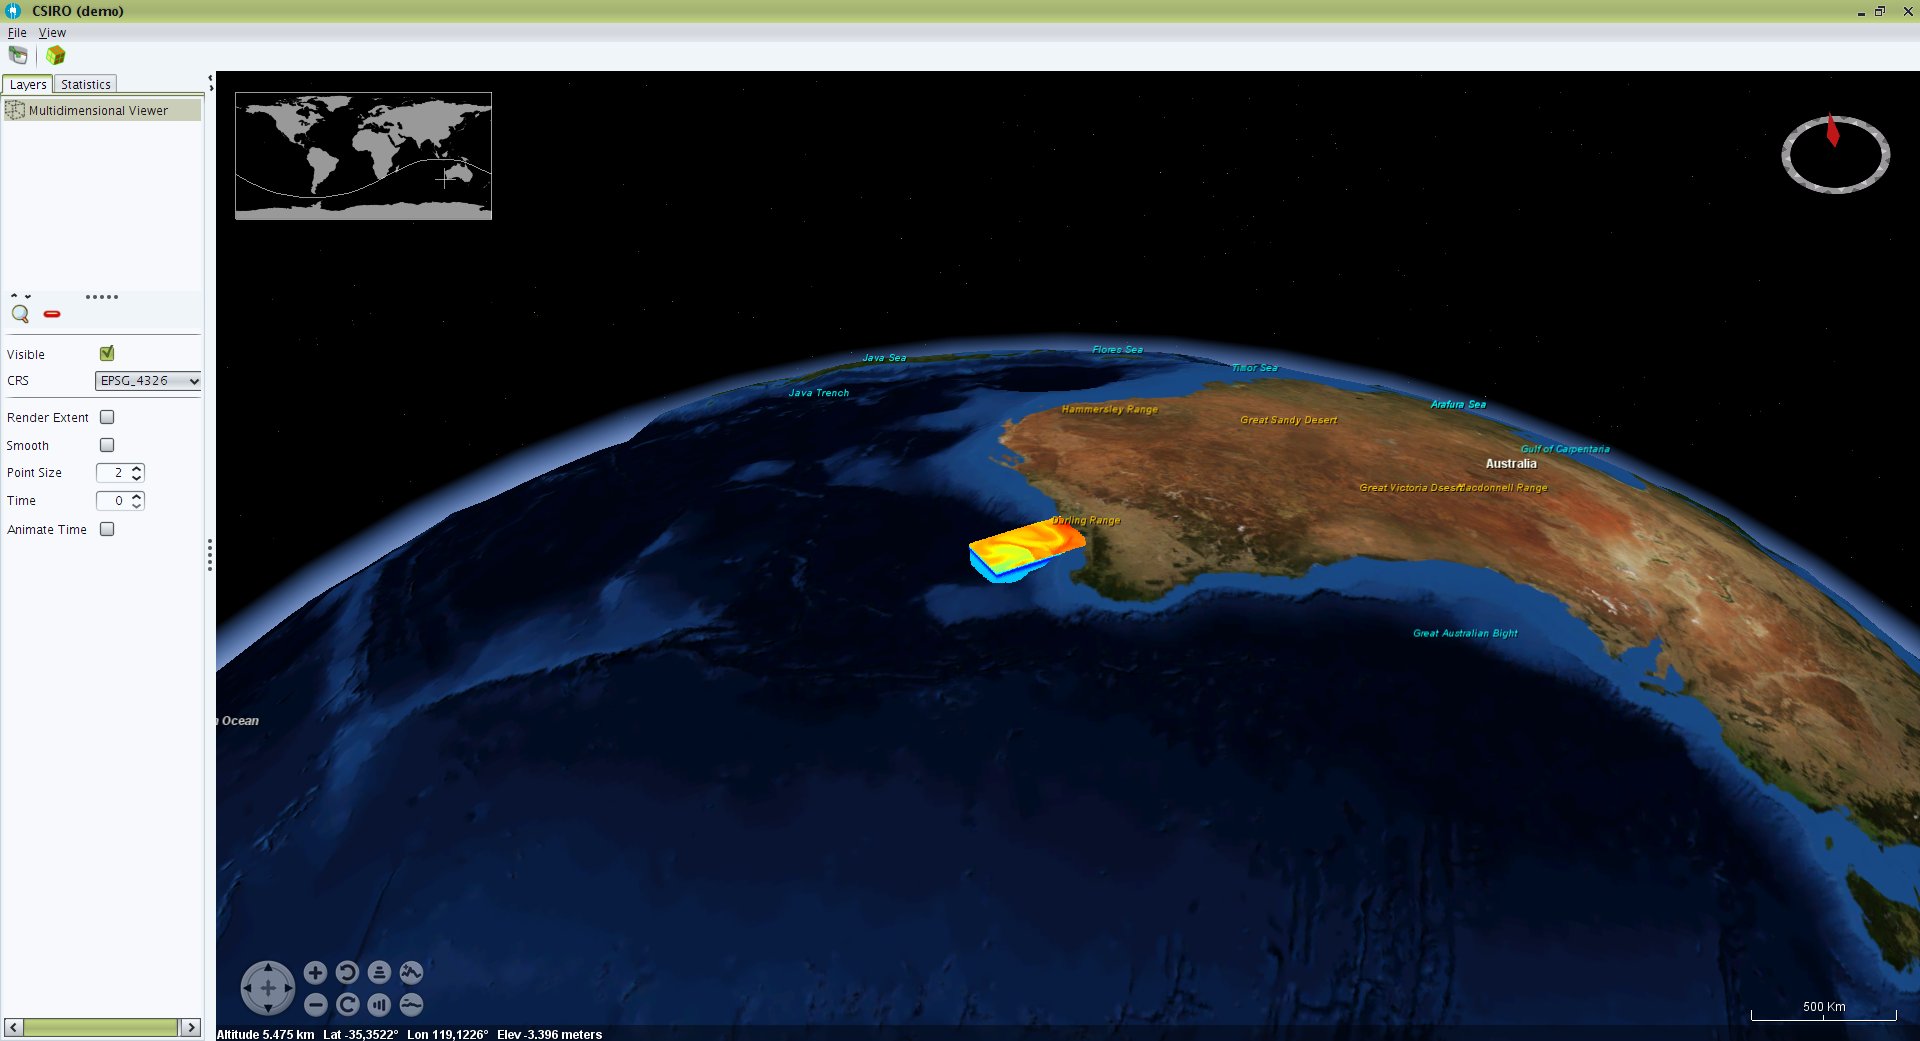 CSIRO (demo)
File View
Layers Statistics
Multidimensional Viewer
Visible
CRS EPSG_4326
Render Extent
Smooth
Point Size 2
Time 0
Animate Time
Flores Sea
Java Sea
Timor Sea
Java Trench
Arafura Sea
Hammersley Range
Great Sandy Desert
Gulf of Carpentaria
Australia
Great Victoria Dsesrt
Macdonnell Range
Darling Range
Great Australian Bight
n Ocean
500 Km
Altitude 5.475 km Lat -35,3522° Lon 119,1226° Elev -3.396 meters